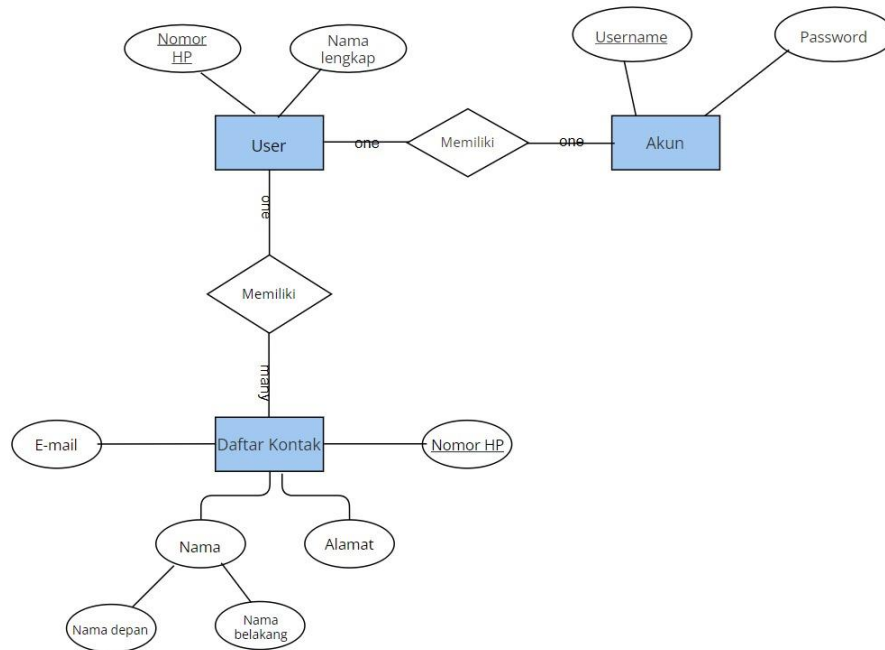 Nomor
HP
Nama
lengkap
Username
Password
User
one
Memiliki
one
Akun
one
Memiliki
many
E-mail
Daftar Kontak
Nomor HP
Nama
Alamat
Nama depan
Nama
belakang